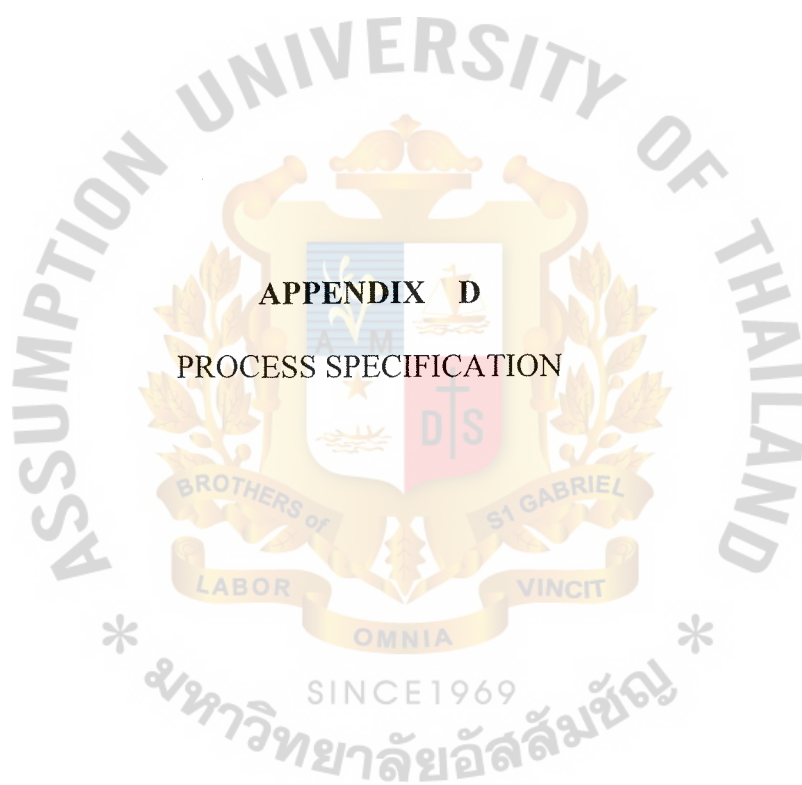 ASSUMPTION UNIVERSITY OF THAILAND
APPENDIX D
A M
PROCESS SPECIFICATION
D S
BROTHERS of
S1 GABRIEL
LABOR
VINCIT
OMNIA
SINCE1969
* มหาวิทยาลัยอัสสัมชัญ *